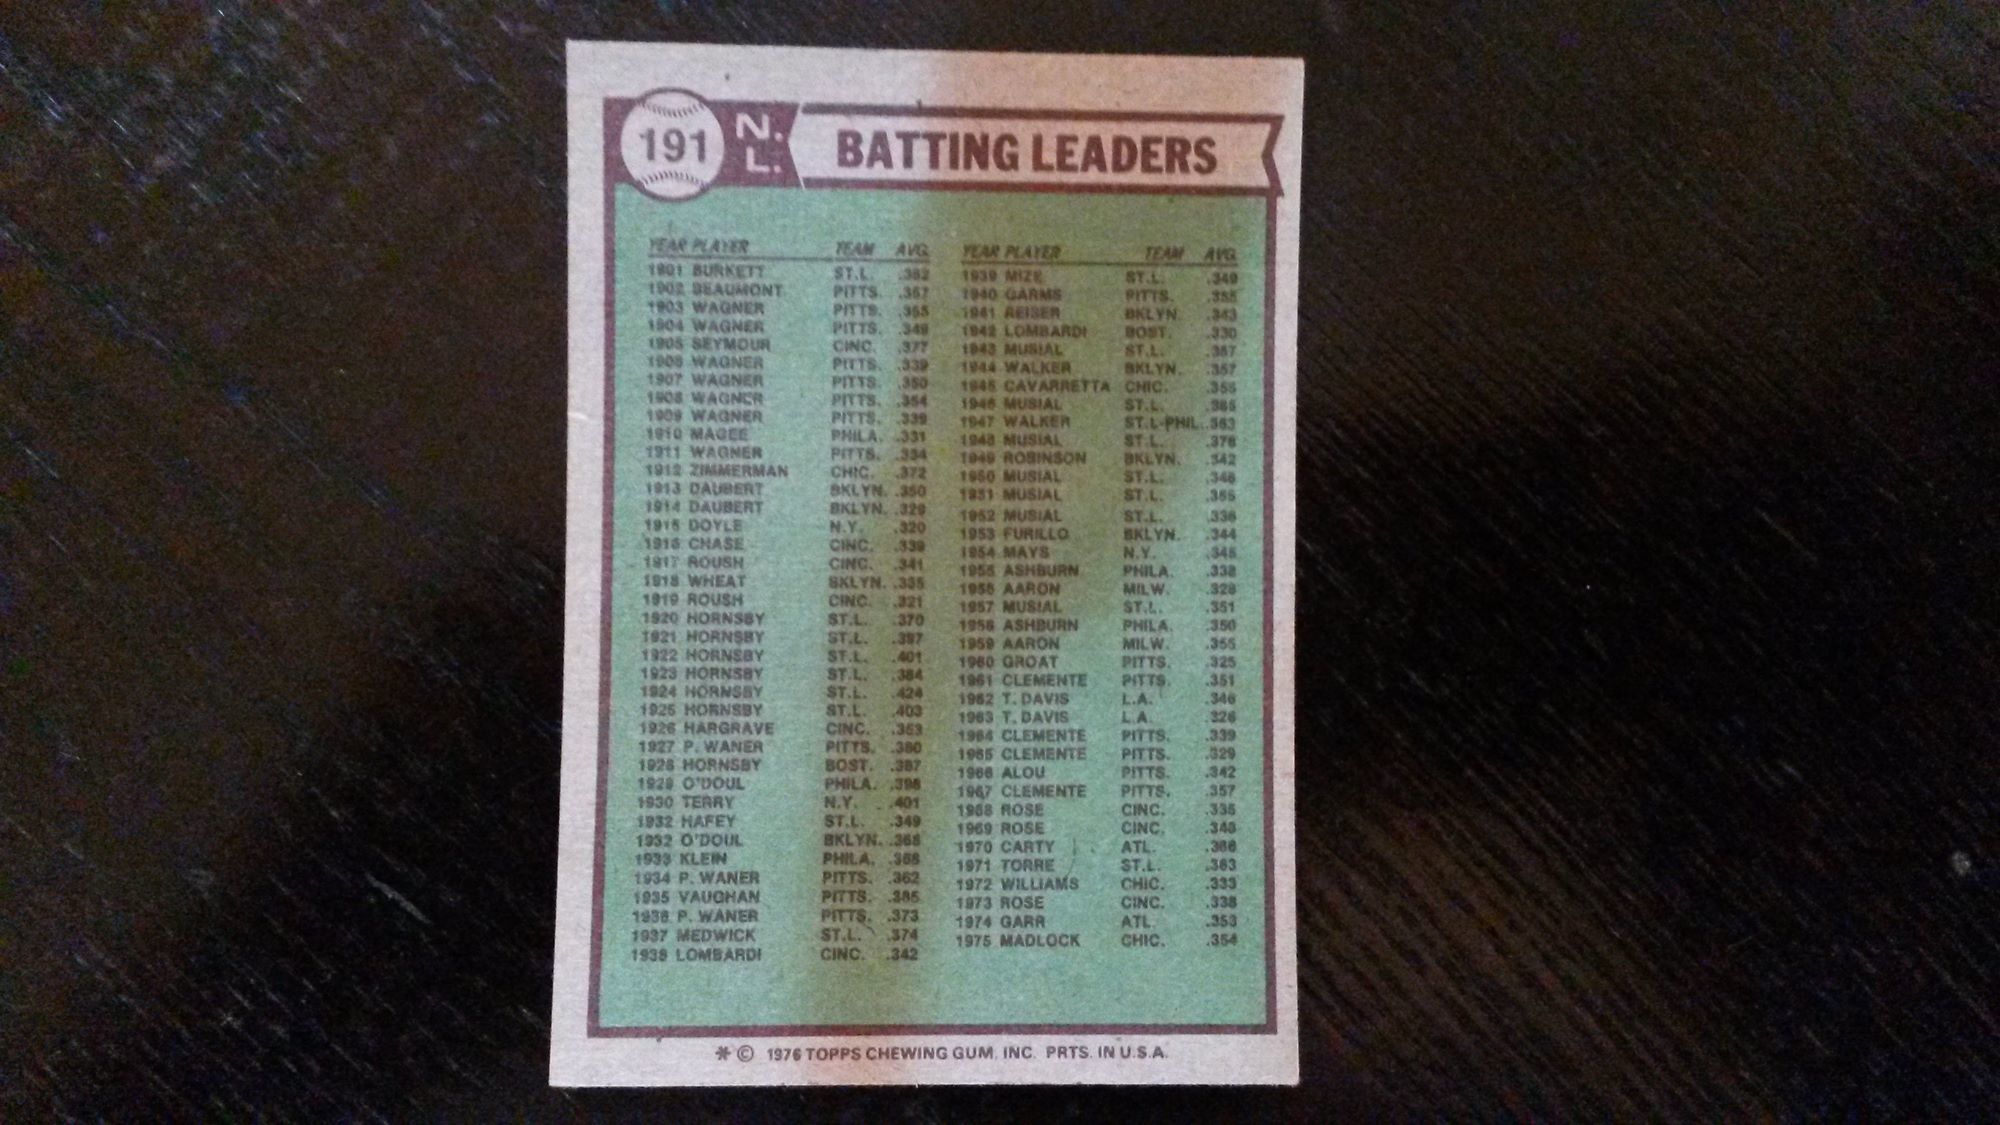 191 N. L. BATTING LEADERS
YEAR PLAYER TEAM AVG.
1901 BURKETT ST.L. .382
1902 BEAUMONT PITTS. .357
1903 WAGNER PITTS. .355
1904 WAGNER PITTS. .349
1905 SEYMOUR CINC. .377
1906 WAGNER PITTS. .339
1907 WAGNER PITTS. .350
1908 WAGNER PITTS. .354
1909 WAGNER PITTS. .339
1910 MAGEE PHILA. .331
1911 WAGNER PITTS. .334
1912 ZIMMERMAN CHIC. .372
1913 DAUBERT BKLYN. .350
1914 DAUBERT BKLYN. .329
1915 DOYLE N.Y. .320
1916 CHASE CINC. .339
1917 ROUSH CINC. .341
1918 WHEAT BKLYN. .335
1919 ROUSH CINC. .321
1920 HORNSBY ST.L. .370
1921 HORNSBY ST.L. .397
1922 HORNSBY ST.L. .401
1923 HORNSBY ST.L. .384
1924 HORNSBY ST.L. .424
1925 HORNSBY ST.L. .403
1926 HARGRAVE CINC. .353
1927 P. WANER PITTS. .380
1928 HORNSBY BOST. .387
1929 O'DOUL PHILA. .398
1930 TERRY N.Y. .401
1932 HAFEY ST.L. .349
1932 O'DOUL BKLYN. .368
1933 KLEIN PHILA. .368
1934 P. WANER PITTS. .362
1935 VAUGHAN PITTS. .385
1936 P. WANER PITTS. .373
1937 MEDWICK ST.L. .374
1938 LOMBARDI CINC. .342
YEAR PLAYER TEAM AVG.
1939 MIZE ST.L. .349
1940 GARMS PITTS. .355
1941 REISER BKLYN. .343
1942 LOMBARDI BOST. .330
1943 MUSIAL ST.L. .357
1944 WALKER BKLYN. .357
1945 CAVARRETTA CHIC. .355
1946 MUSIAL ST.L. .365
1947 WALKER ST.L-PHIL. .363
1948 MUSIAL ST.L. .376
1949 ROBINSON BKLYN. .342
1950 MUSIAL ST.L. .346
1951 MUSIAL ST.L. .355
1952 MUSIAL ST.L. .336
1953 FURILLO BKLYN. .344
1954 MAYS N.Y. .345
1955 ASHBURN PHILA. .338
1956 AARON MILW. .328
1957 MUSIAL ST.L. .351
1958 ASHBURN PHILA. .350
1959 AARON MILW. .355
1960 GROAT PITTS. .325
1961 CLEMENTE PITTS. .351
1962 T. DAVIS L.A. .346
1963 T. DAVIS L.A. .326
1964 CLEMENTE PITTS. .339
1965 CLEMENTE PITTS. .329
1966 ALOU PITTS. .342
1967 CLEMENTE PITTS. .357
1968 ROSE CINC. .335
1969 ROSE CINC. .348
1970 CARTY ATL. .366
1971 TORRE ST.L. .363
1972 WILLIAMS CHIC. .333
1973 ROSE CINC. .338
1974 GARR ATL. .353
1975 MADLOCK CHIC. .354
* © 1976 TOPPS CHEWING GUM, INC. PRTS. IN U.S.A.